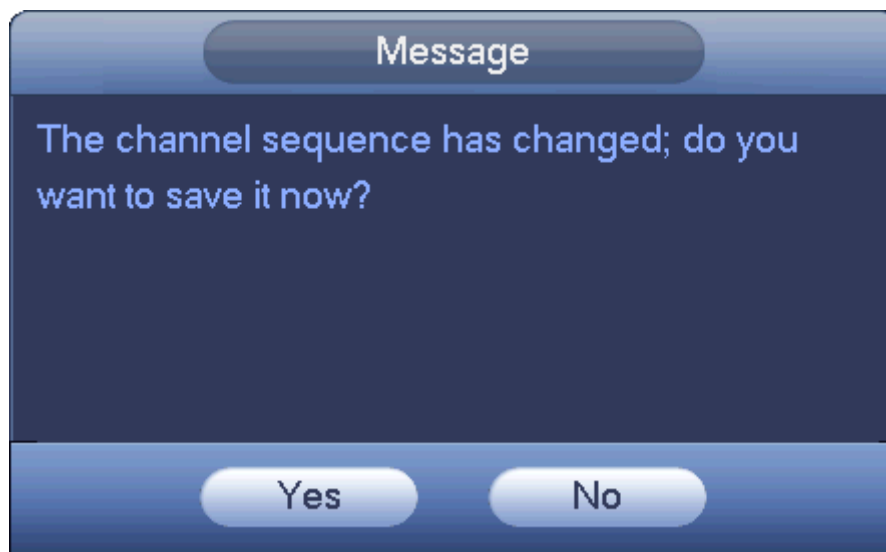 Message
The channel sequence has changed; do you
want to save it now?
Yes No